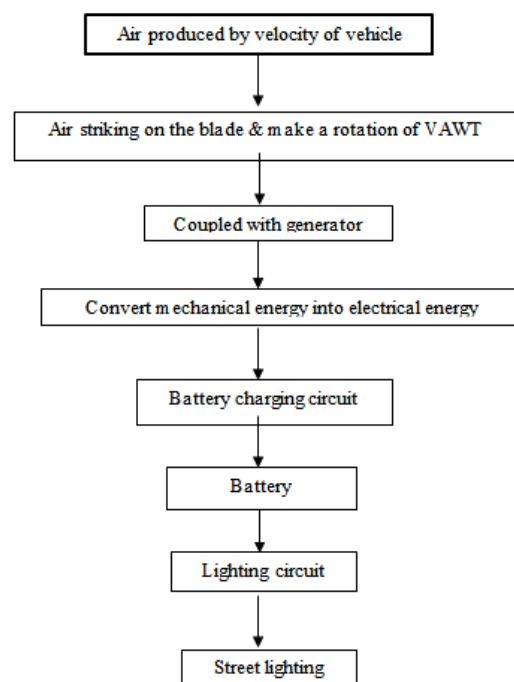 Air produced by velocity of vehicle
Air striking on the blade & make a rotation of VAWT
Coupled with generator
Convert mechanical energy into electrical energy
Battery charging circuit
Battery
Lighting circuit
Street lighting